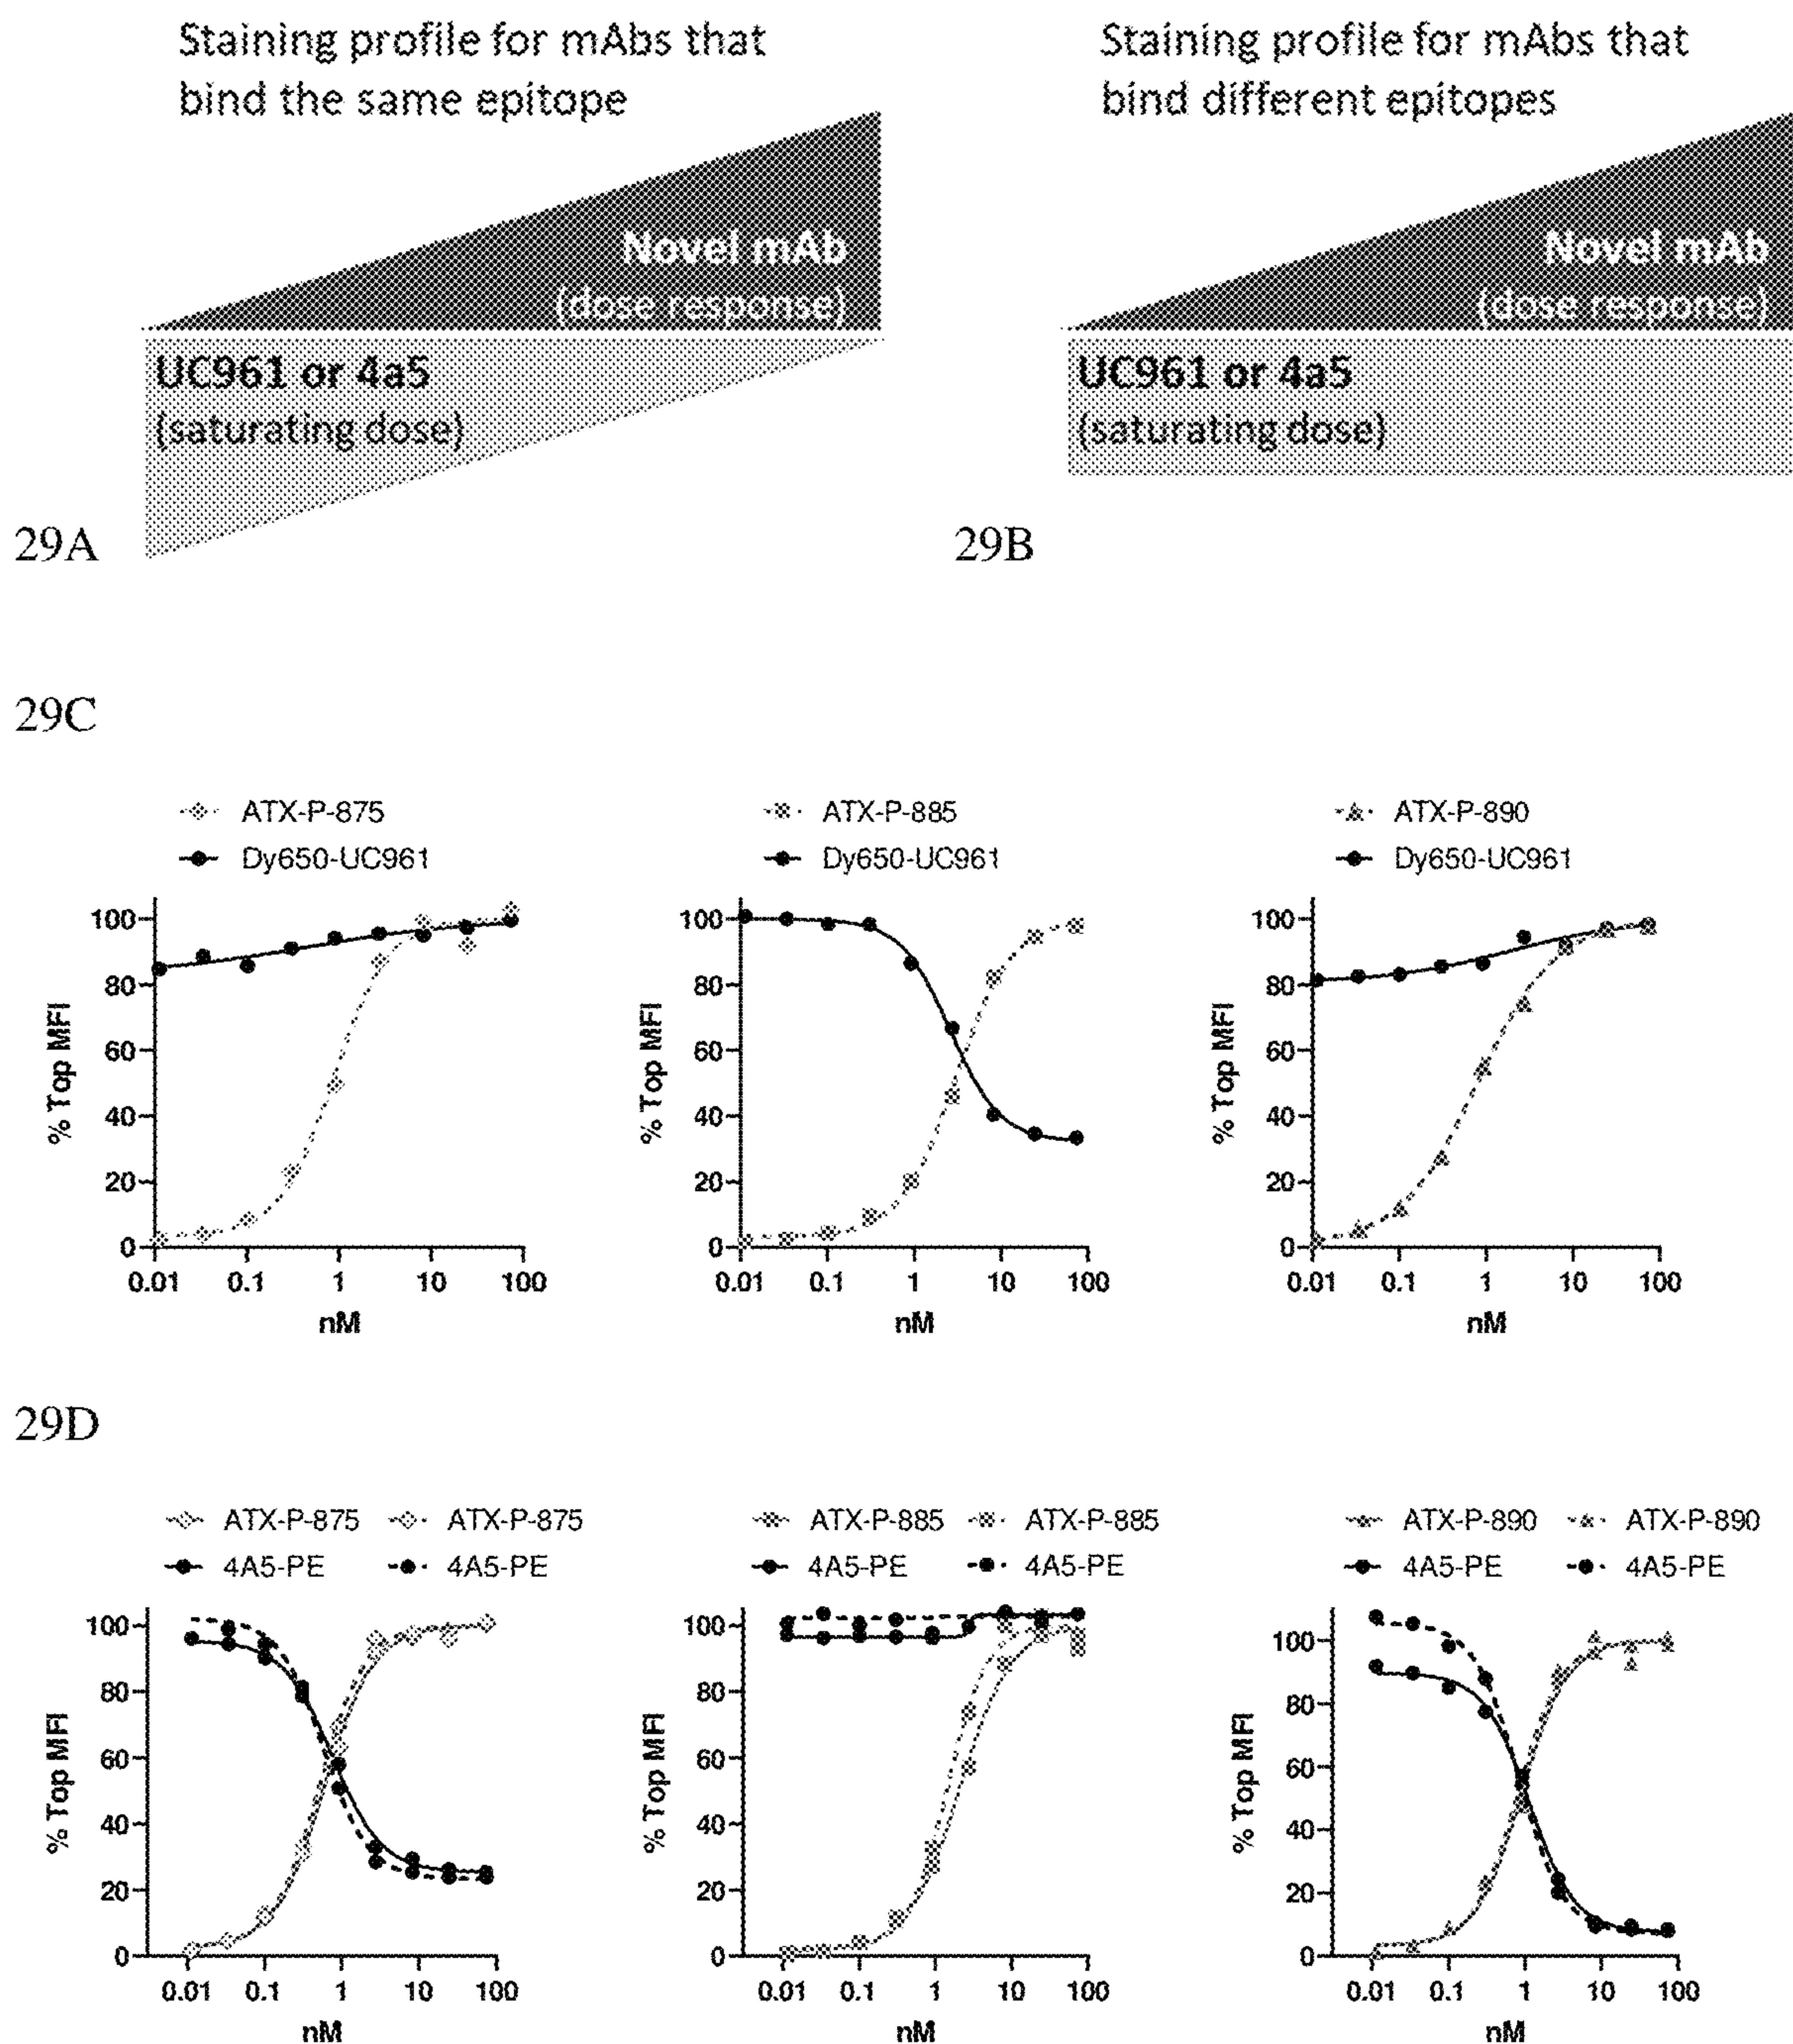 Staining profile for mAbs that
bind the same epitope
Novel mAb
(dose response)
UC961 or 4a5
(saturating dose)
29A
Staining profile for mAbs that
bind different epitopes
Novel mAb
(dose response)
UC961 or 4a5
(saturating dose)
29B
29C
ATX-P-875
Dy650-UC961
% Top MFI
100
80
60
40
20
0
0.01 0.1 1 10 100
nM
ATX-P-885
Dy650-UC961
% Top MFI
100
80
60
40
20
0
0.01 0.1 1 10 100
nM
ATX-P-890
Dy650-UC961
% Top MFI
100
80
60
40
20
0
0.01 0.1 1 10 100
nM
29D
ATX-P-875 ATX-P-875
4A5-PE 4A5-PE
% Top MFI
100
80
60
40
20
0
0.01 0.1 1 10 100
nM
ATX-P-885 ATX-P-885
4A5-PE 4A5-PE
% Top MFI
100
80
60
40
20
0
0.01 0.1 1 10 100
nM
ATX-P-890 ATX-P-890
4A5-PE 4A5-PE
% Top MFI
100
80
60
40
20
0
0.01 0.1 1 10 100
nM